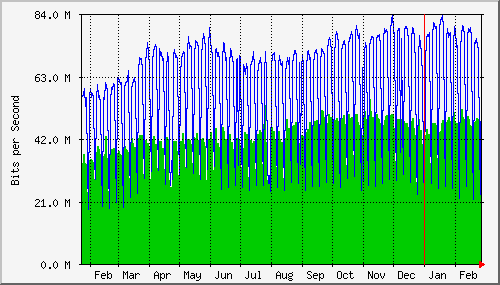 84.0 M
63.0 M
42.0 M
21.0 M
0.0 M
Bits per Second
Feb Mar Apr May Jun Jul Aug Sep Oct Nov Dec Jan Feb